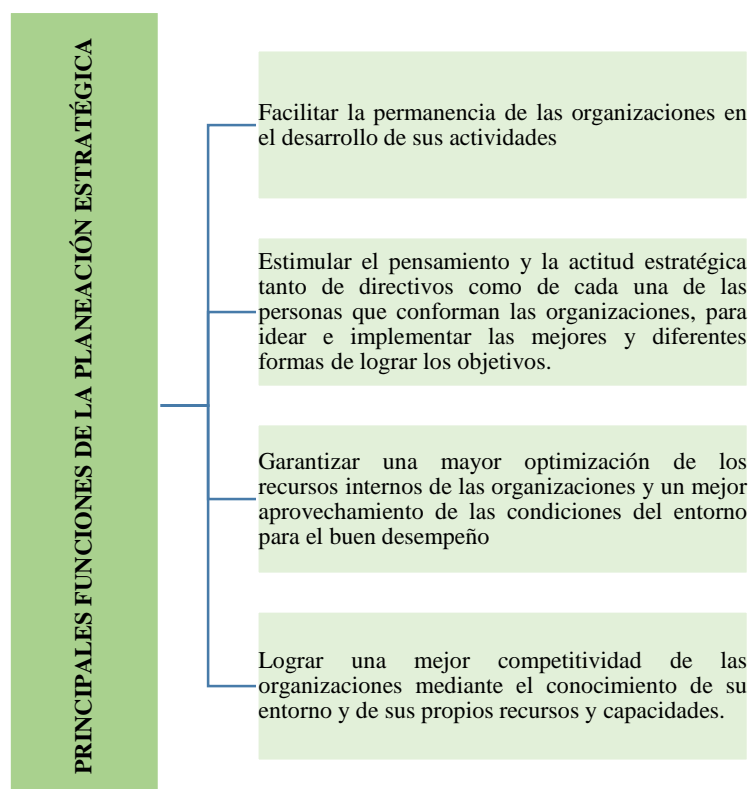 PRINCIPALES FUNCIONES DE LA PLANEACIÓN ESTRATÉGICA
Facilitar la permanencia de las organizaciones en
el desarrollo de sus actividades
Estimular el pensamiento y la actitud estratégica
tanto de directivos como de cada una de las
personas que conforman las organizaciones, para
idear e implementar las mejores y diferentes
formas de lograr los objetivos.
Garantizar una mayor optimización de los
recursos internos de las organizaciones y un mejor
aprovechamiento de las condiciones del entorno
para el buen desempeño
Lograr una mejor competitividad de las
organizaciones mediante el conocimiento de su
entorno y de sus propios recursos y capacidades.